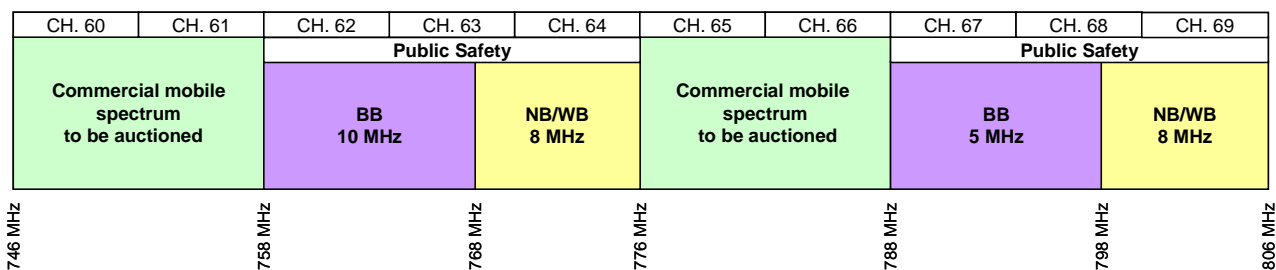 CH. 60 CH. 61 CH. 62 CH. 63 CH. 64 CH. 65 CH. 66 CH. 67 CH. 68 CH. 69
Public Safety Public Safety
Commercial mobile
spectrum
to be auctioned
BB
10 MHz
NB/WB
8 MHz
Commercial mobile
spectrum
to be auctioned
BB
5 MHz
NB/WB
8 MHz
746 MHz
758 MHz
768 MHz
776 MHz
788 MHz
798 MHz
806 MHz